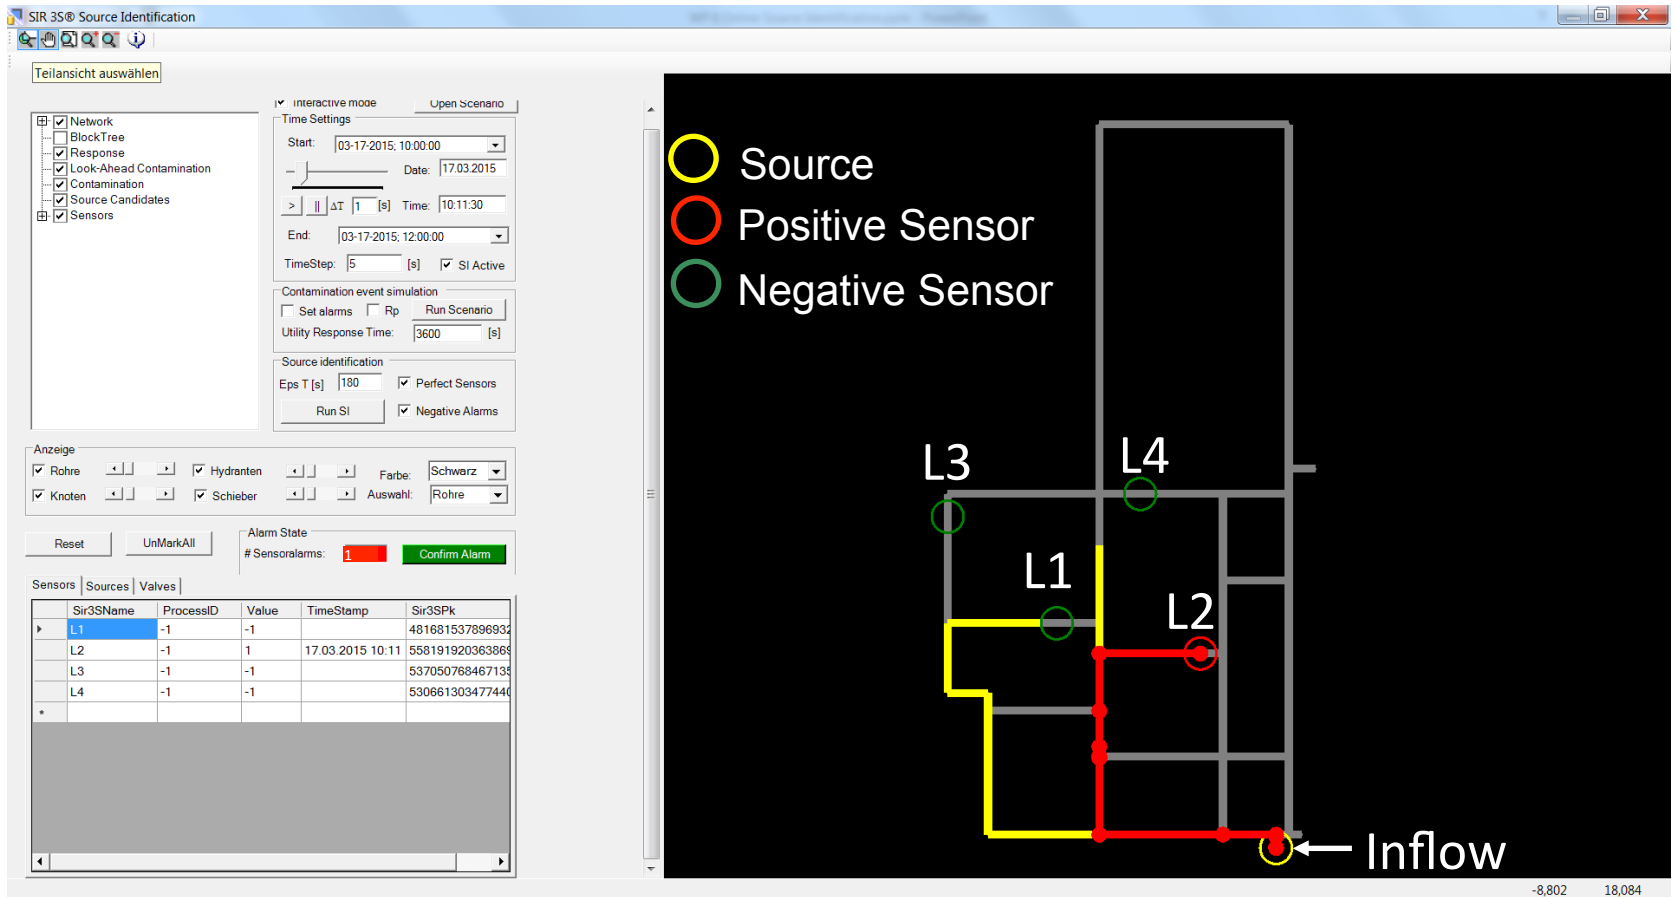 SIR 3S® Source Identification
Teilansicht auswählen
Network
BlockTree
Response
Look-Ahead Contamination
Contamination
Source Candidates
Sensors
Interactive mode
Open Scenario
Time Settings
Start: 03-17-2015; 10:00:00
Date: 17.03.2015
> || ΔT 1 [s] Time: 10:11:30
End: 03-17-2015; 12:00:00
TimeStep: 5 [s] SI Active
Contamination event simulation
Set alarms Rp Run Scenario
Utility Response Time: 3600 [s]
Source identification
Eps T [s] 180 Perfect Sensors
Run SI Negative Alarms
Anzeige
Rohre Hydranten Farbe: Schwarz
Knoten Schieber Auswahl: Rohre
Reset UnMarkAll
Alarm State
# Sensoralarms: 1 Confirm Alarm
Sensors Sources Valves
Sir3SName ProcessID Value TimeStamp Sir3SPk
L1 -1 -1 481681537896932
L2 -1 1 17.03.2015 10:11 558191920363869
L3 -1 -1 537050768467135
L4 -1 -1 530661303477440
*
Source
Positive Sensor
Negative Sensor
L3
L4
L1
L2
Inflow
-8,802 18,084